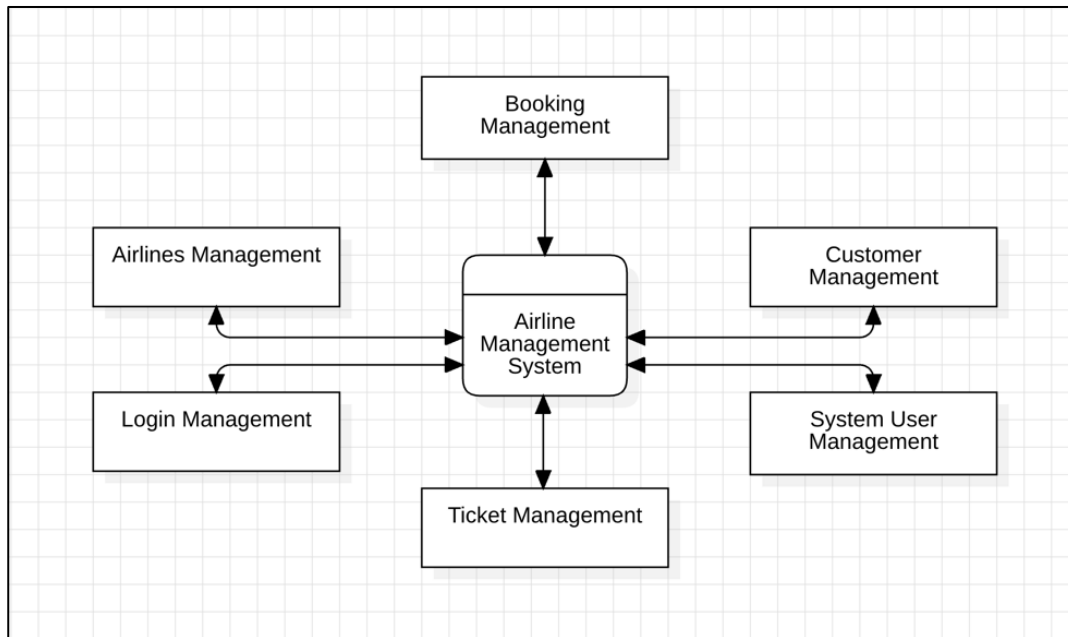 Booking
Management
Airlines Management
Customer
Management
Airline
Management
System
Login Management
System User
Management
Ticket Management